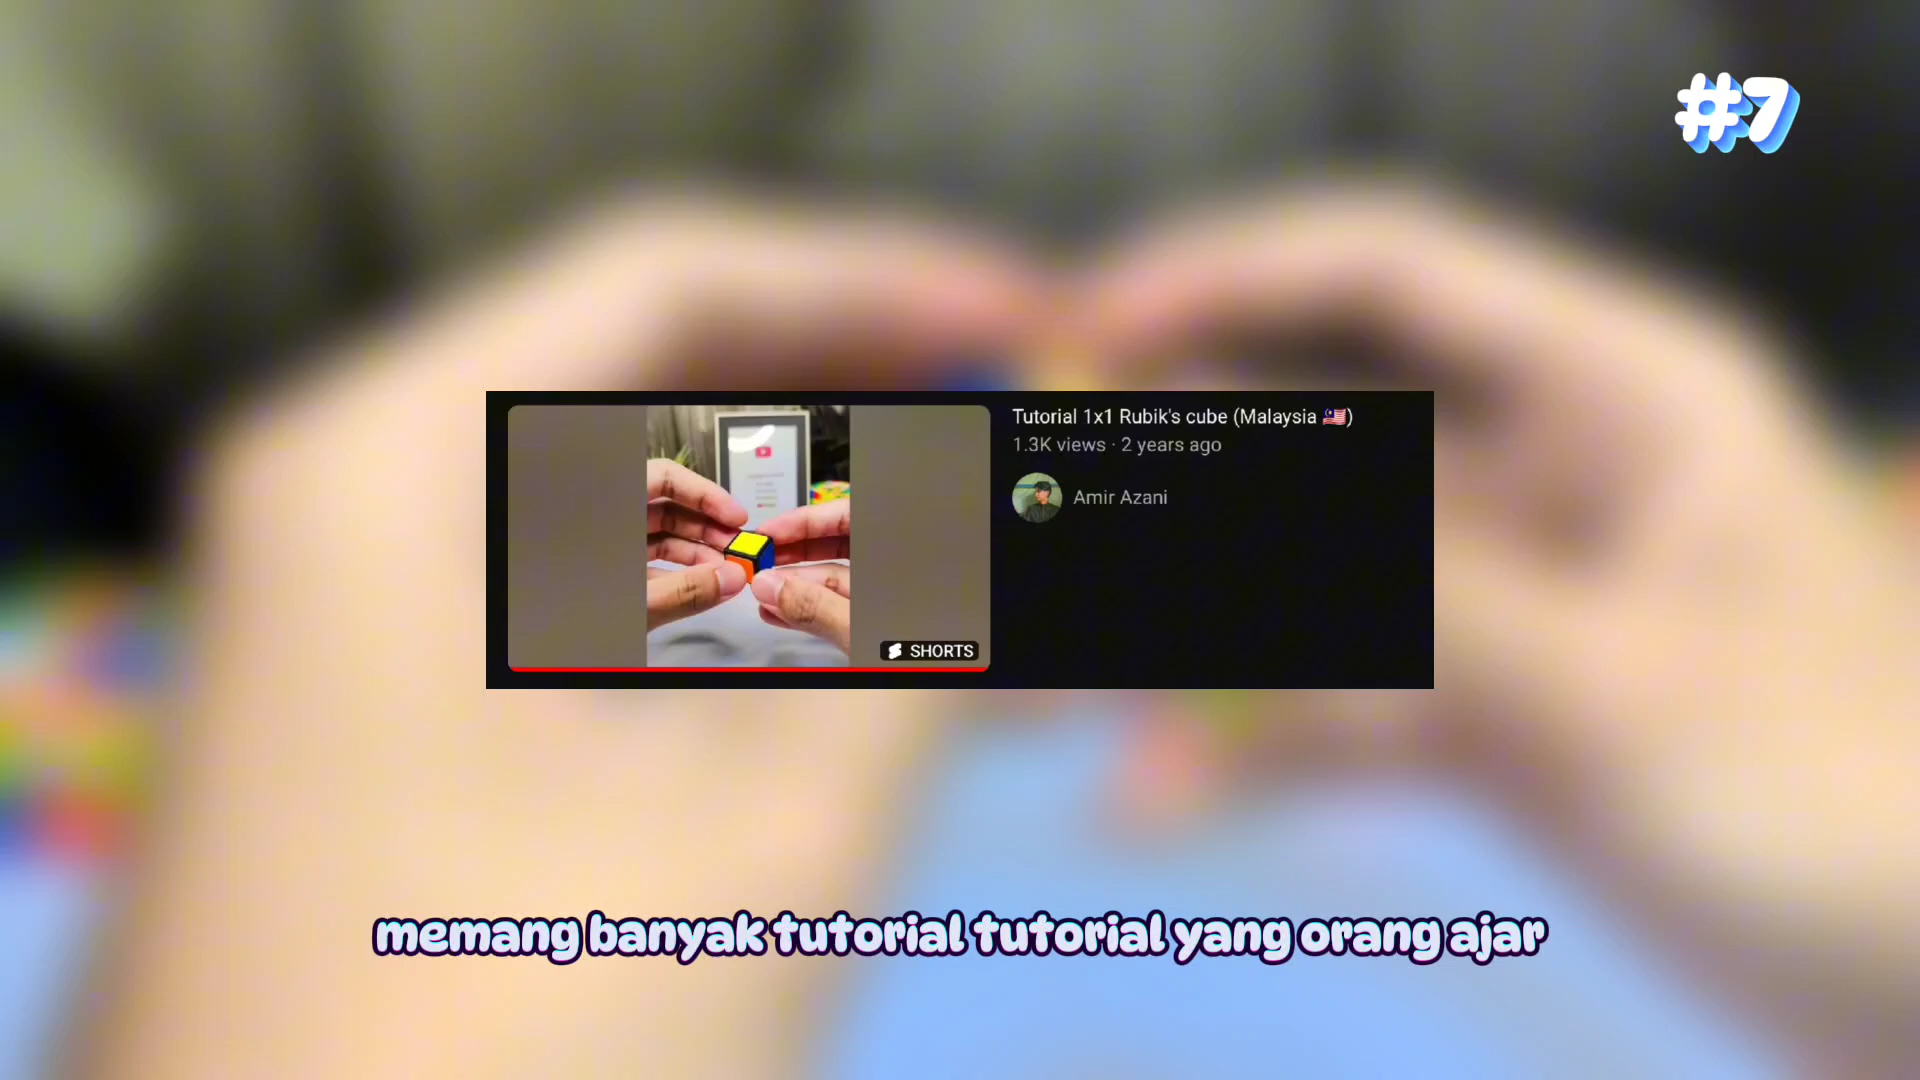 #7
Tutorial 1x1 Rubik's cube (Malaysia 🇲🇾)
1.3K views · 2 years ago
Amir Azani
SHORTS
memang banyak tutorial tutorial yang orang ajar